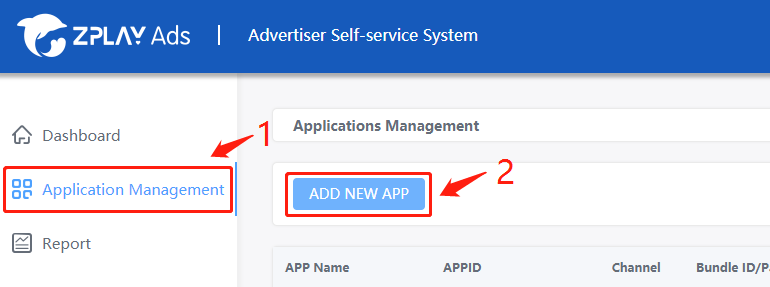 ZPLAY Ads | Advertiser Self-service System
Dashboard
1
Applications Management
Application Management
ADD NEW APP
2
Report
APP Name APPID Channel Bundle ID/Pa